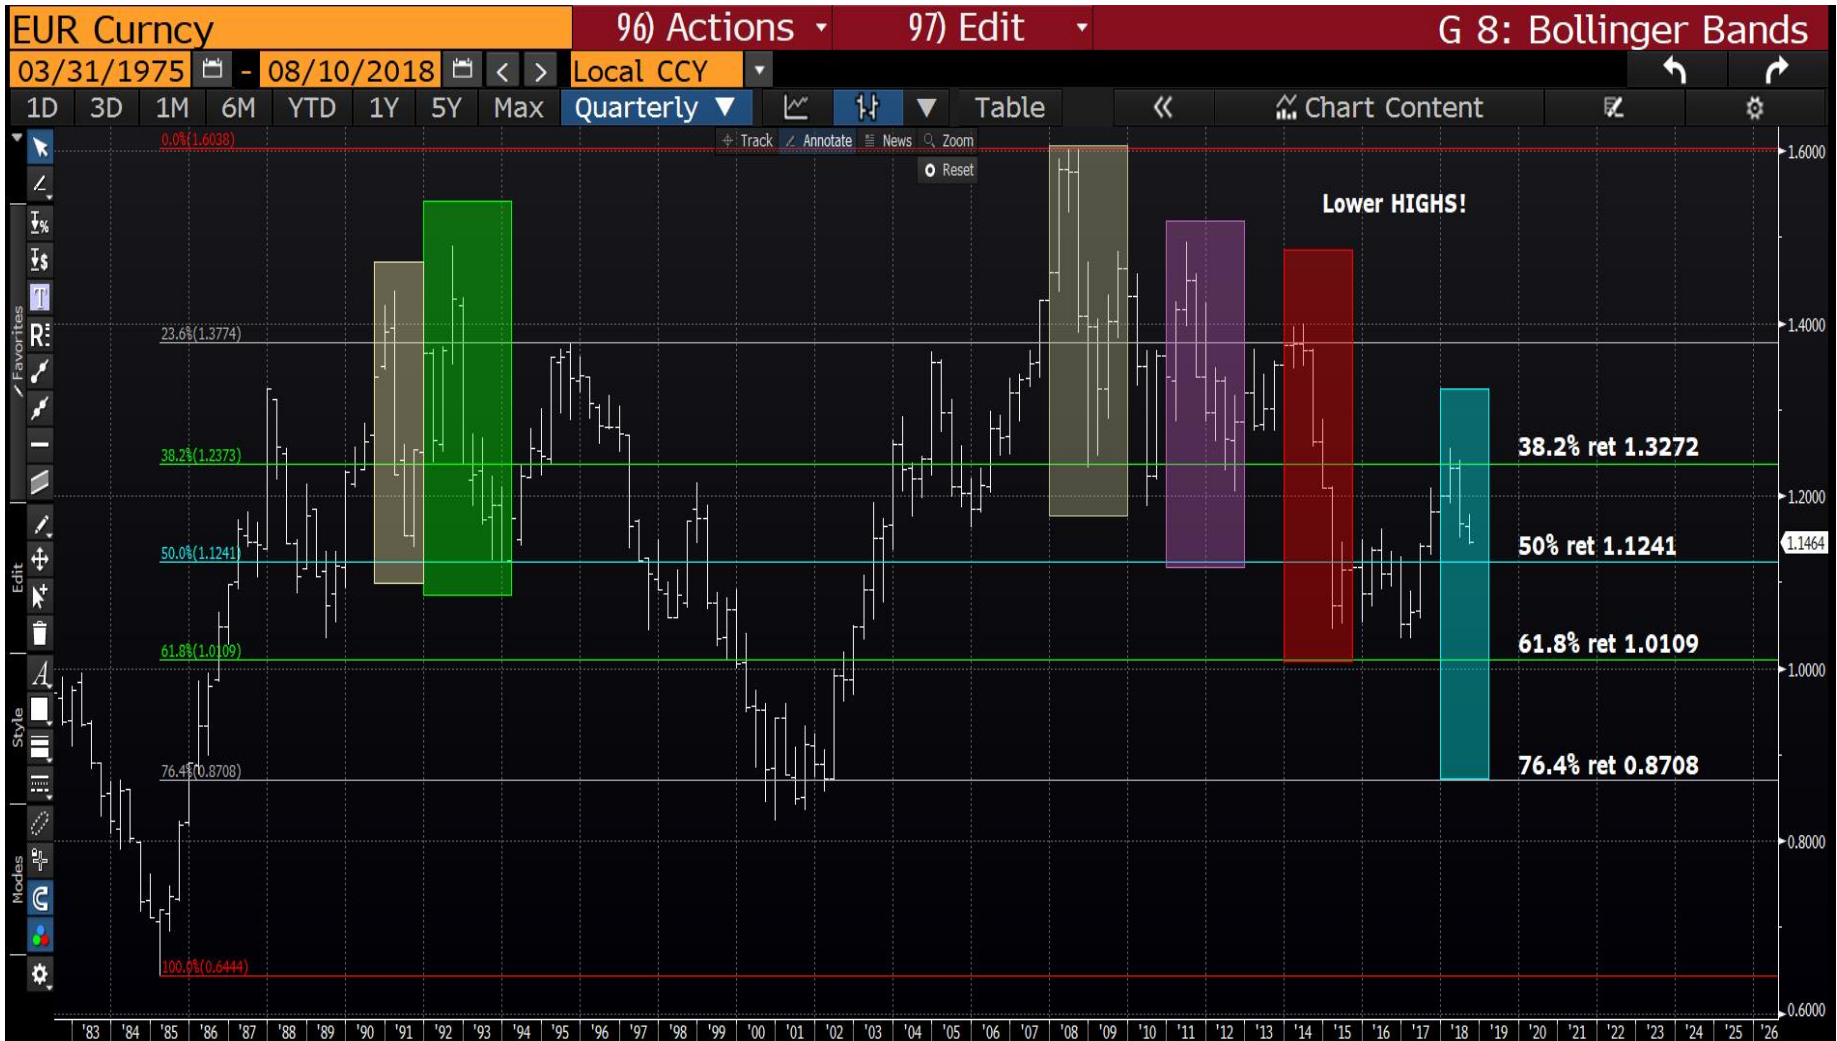 EUR Curncy 96) Actions 97) Edit G 8: Bollinger Bands
03/31/1975 - 08/10/2018 Local CCY
1D 3D 1M 6M YTD 1Y 5Y Max Quarterly Table Chart Content
Track Annotate News Zoom
Reset
Favorites
Edit
Style
Modes
0.0%(1.6038)
23.6%(1.3774)
38.2%(1.2373)
50.0%(1.1241)
61.8%(1.0109)
76.4%(0.8708)
100.0%(0.6444)
Lower HIGHS!
38.2% ret 1.3272
50% ret 1.1241
61.8% ret 1.0109
76.4% ret 0.8708
1.6000
1.4000
1.2000
1.1464
1.0000
0.8000
0.6000
'83 '84 '85 '86 '87 '88 '89 '90 '91 '92 '93 '94 '95 '96 '97 '98 '99 '00 '01 '02 '03 '04 '05 '06 '07 '08 '09 '10 '11 '12 '13 '14 '15 '16 '17 '18 '19 '20 '21 '22 '23 '24 '25 '26